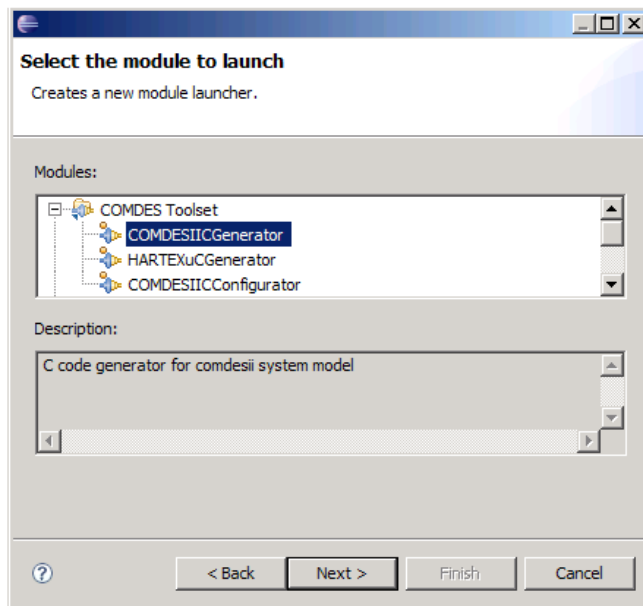 Select the module to launch
Creates a new module launcher.
Modules:
COMDES Toolset
COMDESIICGenerator
HARTEXuCGenerator
COMDESIICConfigurator
Description:
C code generator for comdesii system model
? < Back Next > Finish Cancel